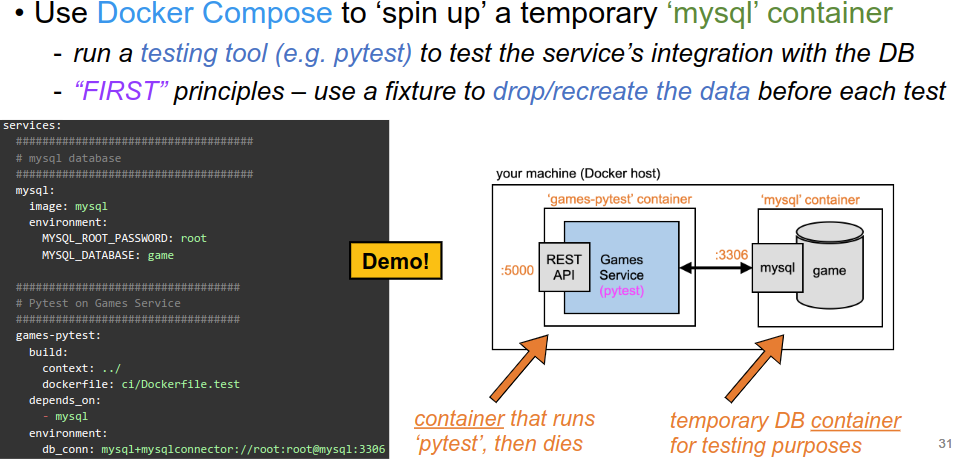 • Use Docker Compose to ‘spin up’ a temporary ‘mysql’ container
- run a testing tool (e.g. pytest) to test the service’s integration with the DB
- “FIRST” principles – use a fixture to drop/recreate the data before each test
services:
####################################
# mysql database
####################################
mysql:
image: mysql
environment:
MYSQL_ROOT_PASSWORD: root
MYSQL_DATABASE: game
##################################
# Pytest on Games Service
##################################
games-pytest:
build:
context: ../
dockerfile: ci/Dockerfile.test
depends_on:
- mysql
environment:
db_conn: mysql+mysqlconnector://root:root@mysql:3306
Demo!
your machine (Docker host)
‘games-pytest’ container
:5000
REST
API
Games
Service
(pytest)
‘mysql’ container
:3306
mysql
game
container that runs
‘pytest’, then dies
temporary DB container
for testing purposes
31